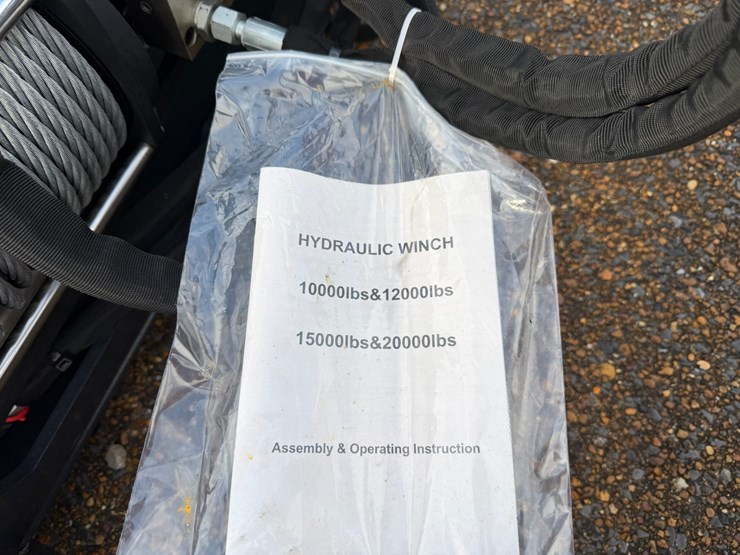 HYDRAULIC WINCH
10000lbs&12000lbs
15000lbs&20000lbs
Assembly & Operating Instruction